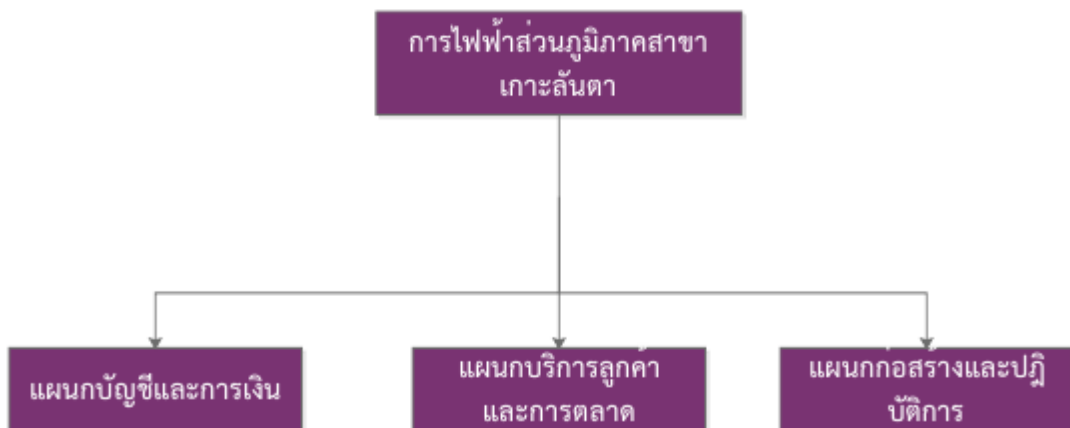 การไฟฟ้าส่วนภูมิภาคสาขา
เกาะลันตา
แผนกบัญชีและการเงิน
แผนกบริการลูกค้า
และการตลาด
แผนกก่อสร้างและปฎิ
บัติการ